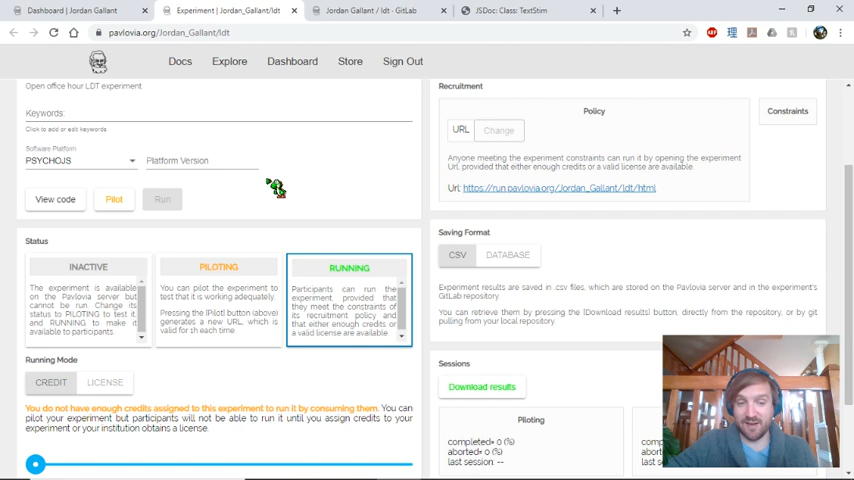 Dashboard | Jordan Gallant
Experiment | Jordan_Gallant/ldt
Jordan Gallant / ldt · GitLab
JSDoc: Class: TextStim
pavlovia.org/Jordan_Gallant/ldt
Docs
Explore
Dashboard
Store
Sign Out
Open office hour LDT experiment
Keywords:
Click to add or edit keywords
Software Platform
PSYCHOJS
Platform Version
View code
Pilot
Run
Status
INACTIVE
The experiment is available
on the Pavlovia server but
cannot be run. Change its
status to PILOTING to test it,
and RUNNING to make it
available to participants.
PILOTING
You can pilot the experiment to
test that it is working adequately.
Pressing the [Pilot] button (above)
generates a new URL, which is
valid for 1h each time
RUNNING
Participants can run the
experiment, provided that
they meet the constraints of
its recruitment policy and
that either enough credits or
a valid license are available.
Running Mode
CREDIT
LICENSE
You do not have enough credits assigned to this experiment to run it by consuming them. You can
pilot your experiment but participants will not be able to run it until you assign credits to your
experiment or your institution obtains a license.
Recruitment
Policy
Constraints
URL
Change
Anyone meeting the experiment constraints can run it by opening the experiment
Url, provided that either enough credits or a valid license are available.
Url: https://run.pavlovia.org/Jordan_Gallant/ldt/html
Saving Format
CSV
DATABASE
Experiment results are saved in .csv files, which are stored on the Pavlovia server and in the experiment's
GitLab repository.
You can retrieve them by pressing the [Download results] button, directly from the repository, or by git
pulling from your local repository.
Sessions
Download results
Piloting
completed= 0 (%)
aborted= 0 (%)
last session: --
comp
abort
last s